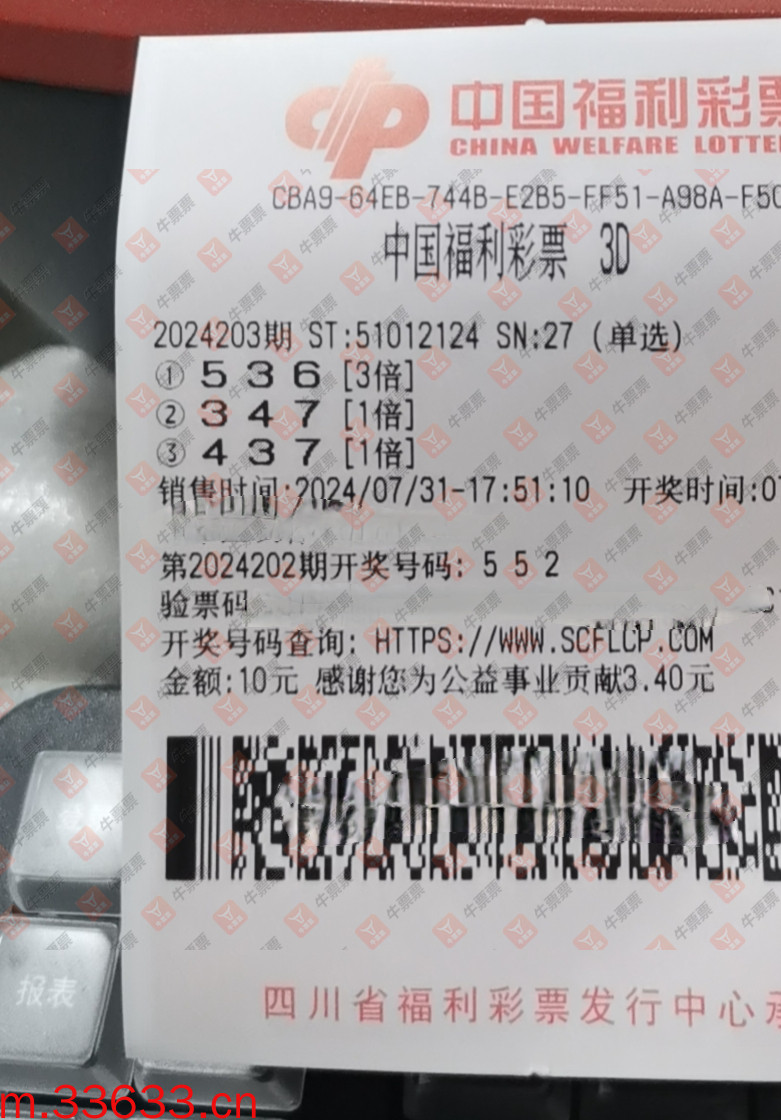 中国福利彩票
CHINA WELFARE LOTTE
CBA9-64EB-744B-E2B5-FF51-A98A-F5
中国福利彩票 3D
2024203期 ST:51012124 SN:27 (单选)
① 5 3 6 [3倍]
② 3 4 7 [1倍]
③ 4 3 7 [1倍]
销售时间:2024/07/31-17:51:10 开奖时间:0
第2024202期开奖号码: 5 5 2
验票码
开奖号码查询: HTTPS://WWW.SCFLCP.COM
金额:10元 感谢您为公益事业贡献3.40元
四川省福利彩票发行中心承
报表
m.33633.cn
牛票票